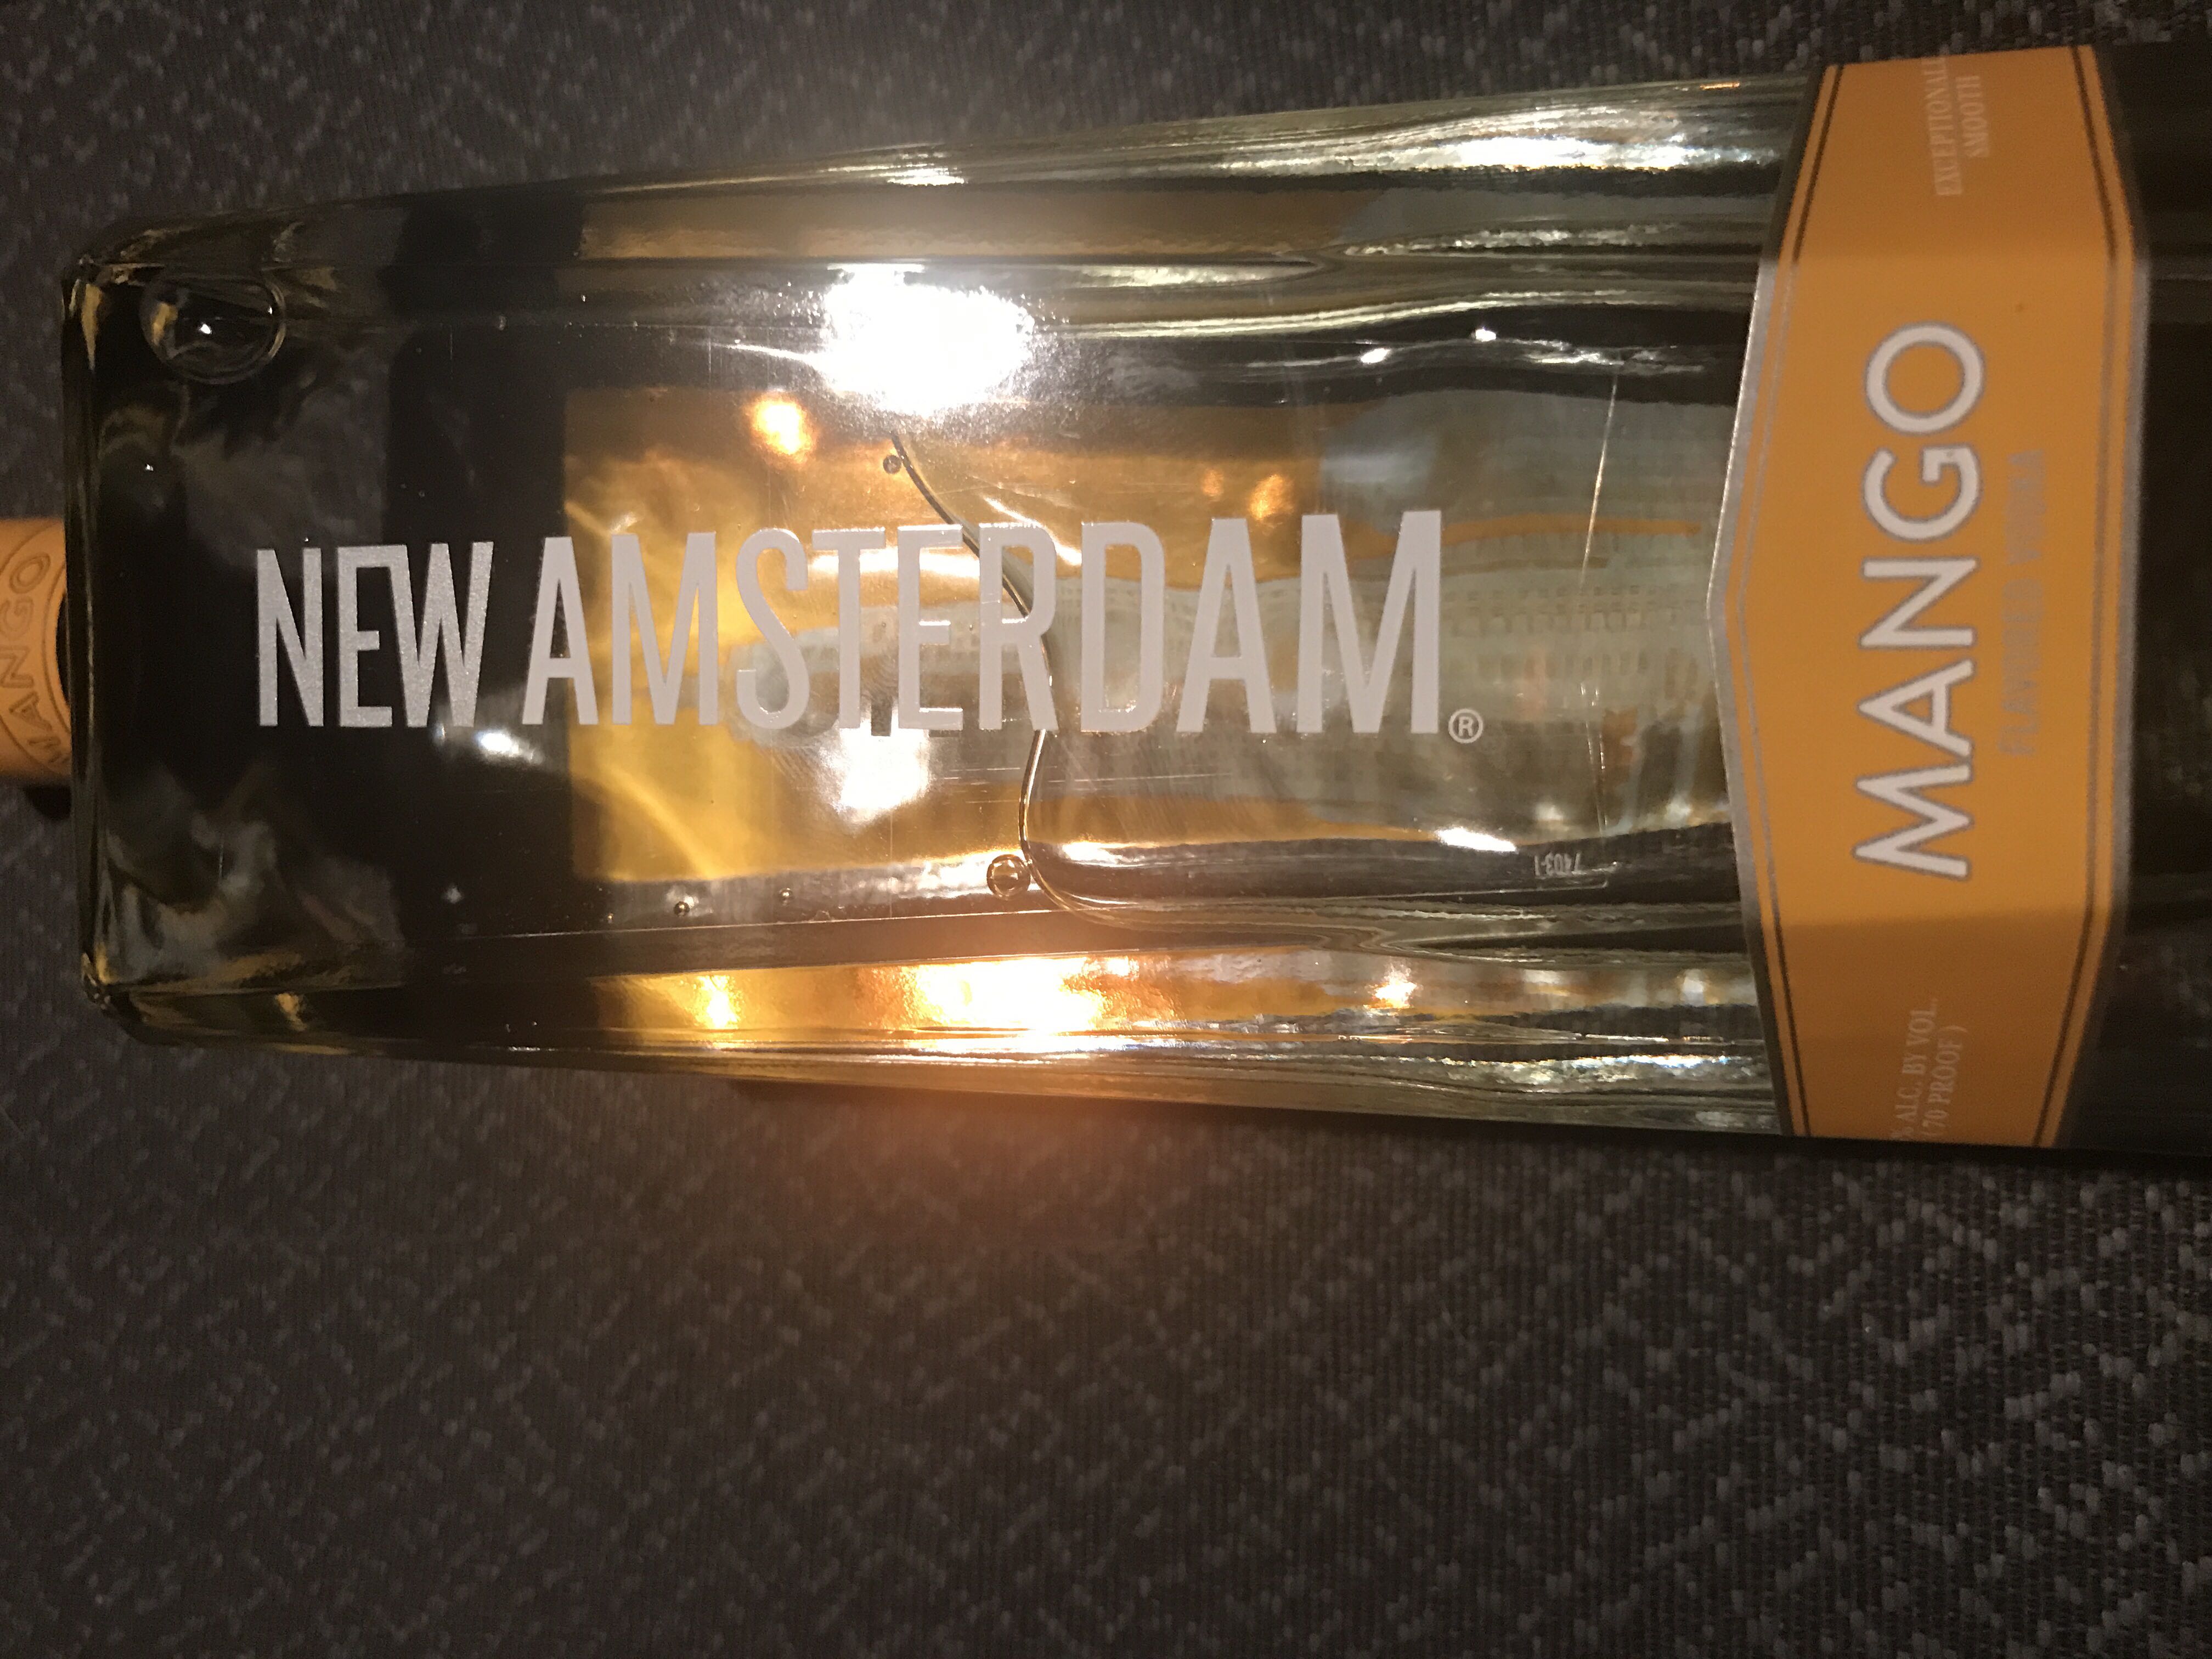 NEW AMSTERDAM®
MANGO
FLAVORED VODKA
EXCEPTIONALLY
SMOOTH
ALC. BY VOL.
70 PROOF)
MANGO
7403-1